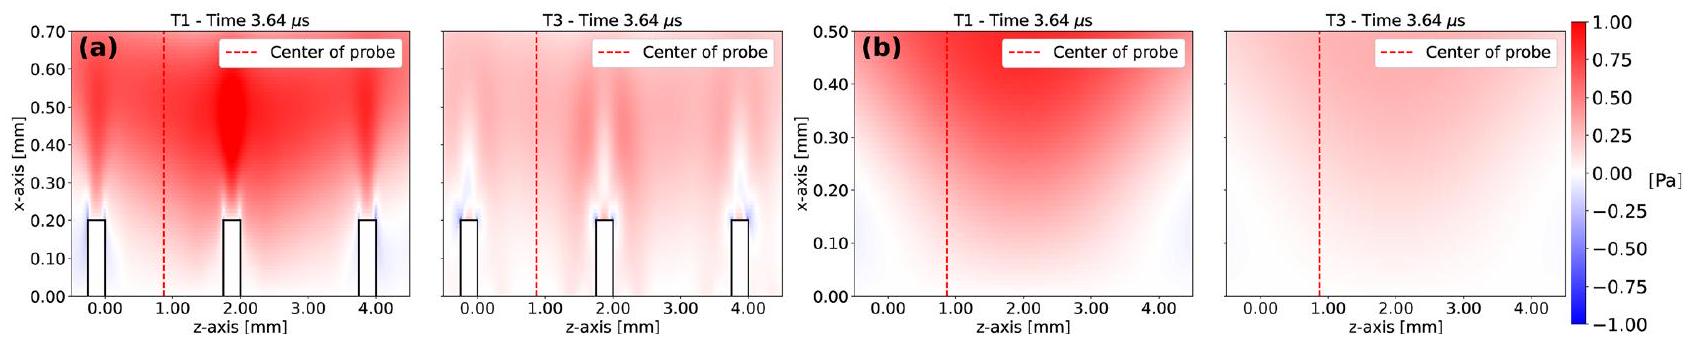 T1 - Time 3.64 μs
(a)
Center of probe
x-axis [mm]
0.70
0.60
0.50
0.40
0.30
0.20
0.10
0.00
0.00 1.00 2.00 3.00 4.00
z-axis [mm]
T3 - Time 3.64 μs
Center of probe
0.00 1.00 2.00 3.00 4.00
z-axis [mm]
T1 - Time 3.64 μs
(b)
Center of probe
x-axis [mm]
0.50
0.40
0.30
0.20
0.10
0.00
0.00 1.00 2.00 3.00 4.00
z-axis [mm]
T3 - Time 3.64 μs
Center of probe
0.00 1.00 2.00 3.00 4.00
z-axis [mm]
1.00
0.75
0.50
0.25
0.00
−0.25
−0.50
−0.75
−1.00
[Pa]